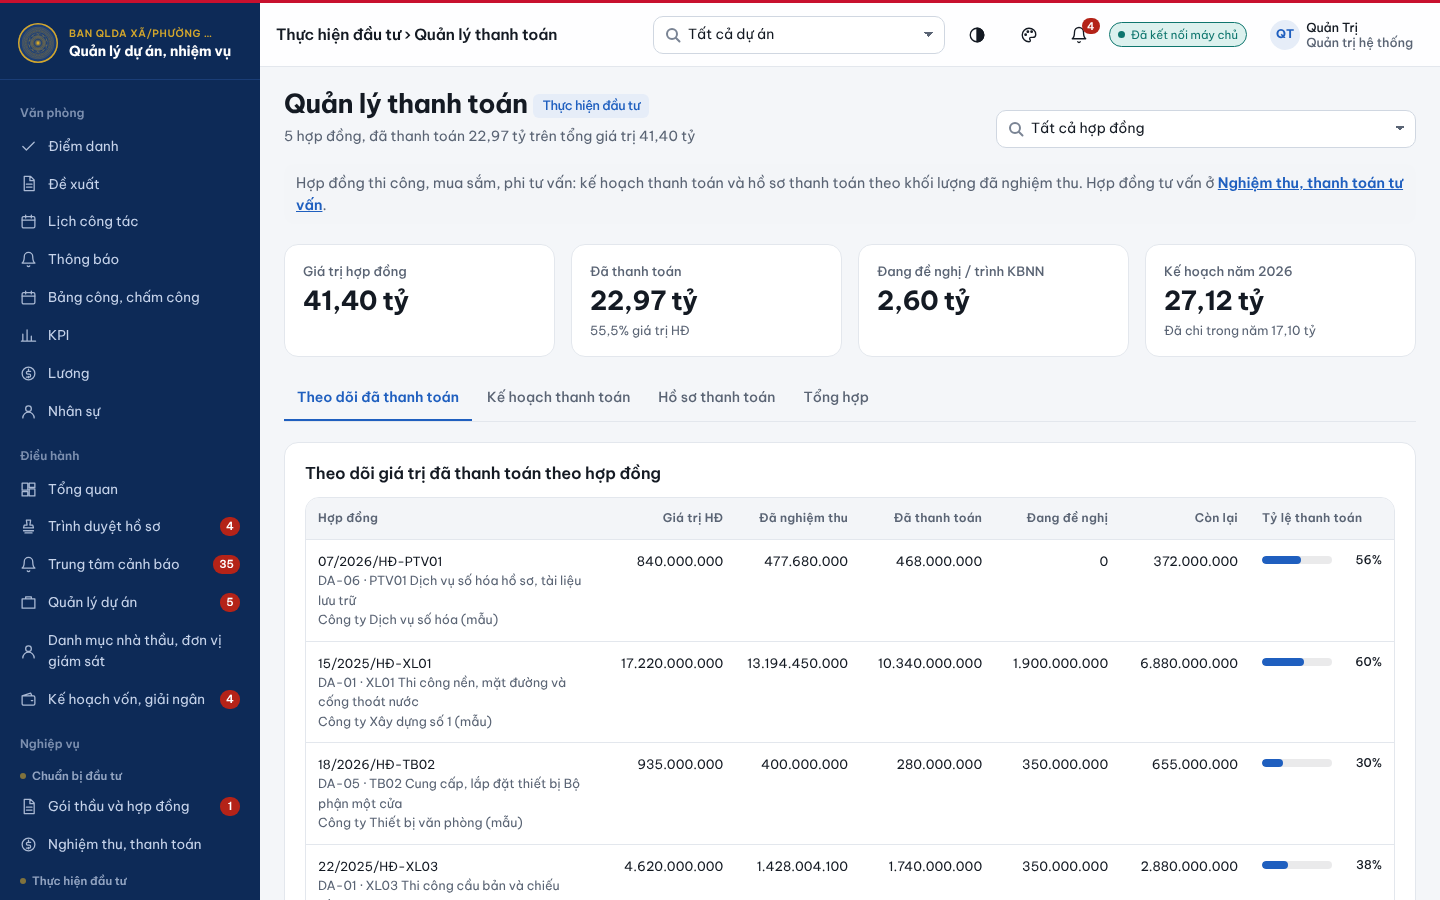 BAN QLDA XÃ/PHƯỜNG ...
Quản lý dự án, nhiệm vụ
Văn phòng
Điểm danh
Đề xuất
Lịch công tác
Thông báo
Bảng công, chấm công
KPI
Lương
Nhân sự
Điều hành
Tổng quan
Trình duyệt hồ sơ 4
Trung tâm cảnh báo 35
Quản lý dự án 5
Danh mục nhà thầu, đơn vị
giám sát
Kế hoạch vốn, giải ngân 4
Nghiệp vụ
Chuẩn bị đầu tư
Gói thầu và hợp đồng 1
Nghiệm thu, thanh toán
Thực hiện đầu tư
Thực hiện đầu tư › Quản lý thanh toán
Tất cả dự án
4
Đã kết nối máy chủ
QT
Quản Trị
Quản trị hệ thống
Quản lý thanh toán Thực hiện đầu tư
5 hợp đồng, đã thanh toán 22,97 tỷ trên tổng giá trị 41,40 tỷ
Tất cả hợp đồng
Hợp đồng thi công, mua sắm, phi tư vấn: kế hoạch thanh toán và hồ sơ thanh toán theo khối lượng đã nghiệm thu. Hợp đồng tư vấn ở Nghiệm thu, thanh toán tư
vấn.
Giá trị hợp đồng
41,40 tỷ
Đã thanh toán
22,97 tỷ
55,5% giá trị HĐ
Đang đề nghị / trình KBNN
2,60 tỷ
Kế hoạch năm 2026
27,12 tỷ
Đã chi trong năm 17,10 tỷ
Theo dõi đã thanh toán Kế hoạch thanh toán Hồ sơ thanh toán Tổng hợp
Theo dõi giá trị đã thanh toán theo hợp đồng
Hợp đồng Giá trị HĐ Đã nghiệm thu Đã thanh toán Đang đề nghị Còn lại Tỷ lệ thanh toán
07/2026/HĐ-PTV01 840.000.000 477.680.000 468.000.000 0 372.000.000 56%
DA-06 · PTV01 Dịch vụ số hóa hồ sơ, tài liệu
lưu trữ
Công ty Dịch vụ số hóa (mẫu)
15/2025/HĐ-XL01 17.220.000.000 13.194.450.000 10.340.000.000 1.900.000.000 6.880.000.000 60%
DA-01 · XL01 Thi công nền, mặt đường và
cống thoát nước
Công ty Xây dựng số 1 (mẫu)
18/2026/HĐ-TB02 935.000.000 400.000.000 280.000.000 350.000.000 655.000.000 30%
DA-05 · TB02 Cung cấp, lắp đặt thiết bị Bộ
phận một cửa
Công ty Thiết bị văn phòng (mẫu)
22/2025/HĐ-XL03 4.620.000.000 1.428.004.100 1.740.000.000 350.000.000 2.880.000.000 38%
DA-01 · XL03 Thi công cầu bản và chiếu